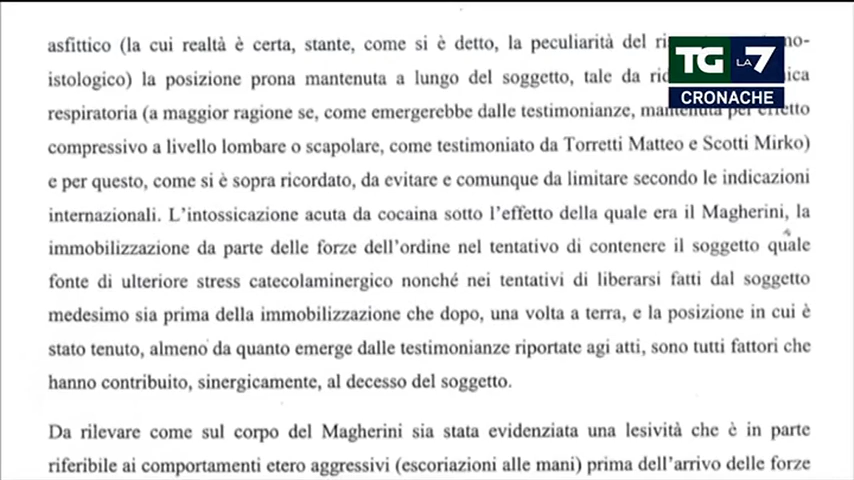 asfittico (la cui realtà è certa, stante, come si è detto, la peculiarità del
istologico) la posizione prona mantenuta a lungo del soggetto, tale da
respiratoria (a maggior ragione se, come emergerebbe dalle testimonianze, mantenuta per effetto
compressivo a livello lombare o scapolare, come testimoniato da Torretti Matteo e Scotti Mirko)
e per questo, come si è sopra ricordato, da evitare e comunque da limitare secondo le indicazioni
internazionali. L'intossicazione acuta da cocaina sotto l'effetto della quale era il Magherini, la
immobilizzazione da parte delle forze dell'ordine nel tentativo di contenere il soggetto quale
fonte di ulteriore stress catecolaminergico nonché nei tentativi di liberarsi fatti dal soggetto
medesimo sia prima della immobilizzazione che dopo, una volta a terra, e la posizione in cui è
stato tenuto, almeno da quanto emerge dalle testimonianze riportate agi atti, sono tutti fattori che
hanno contribuito, sinergicamente, al decesso del soggetto.
Da rilevare come sul corpo del Magherini sia stata evidenziata una lesività che è in parte
riferibile ai comportamenti etero aggressivi (escoriazioni alle mani) prima dell'arrivo delle forze
TG LA7
CRONACHE